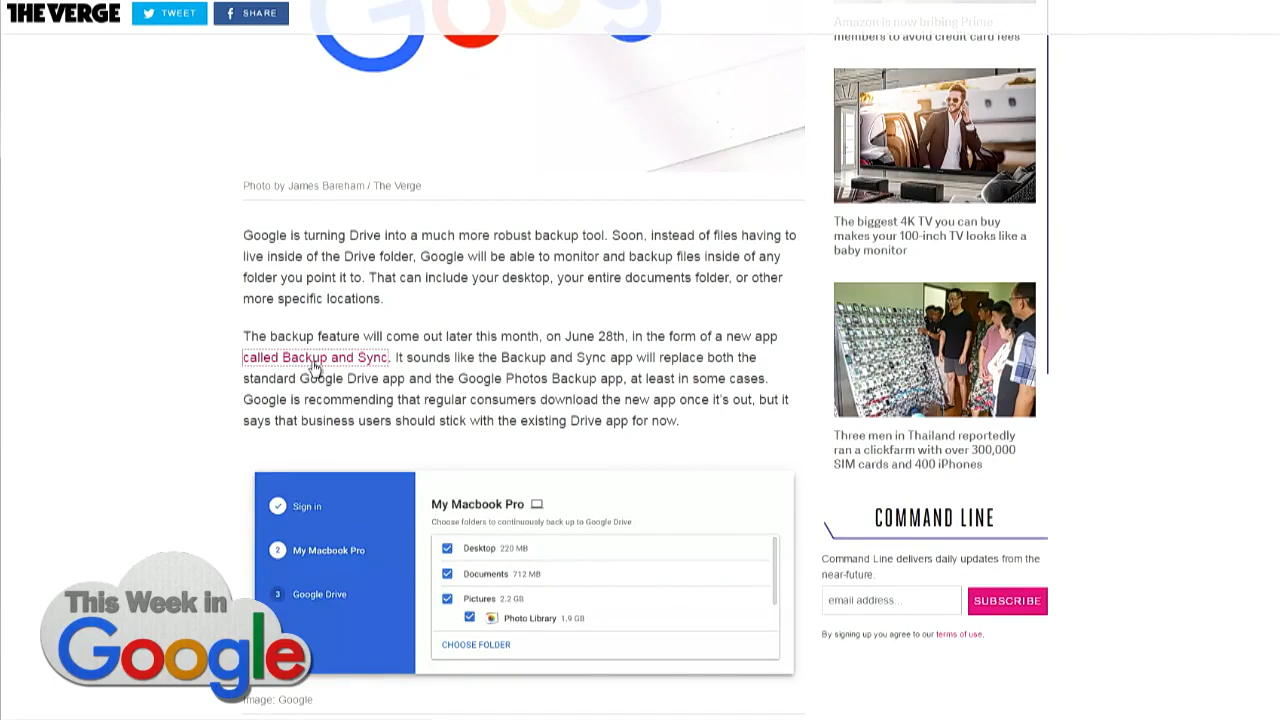 THE VERGE
TWEET
SHARE
Google
Photo by James Bareham / The Verge
Google is turning Drive into a much more robust backup tool. Soon, instead of files having to
live inside of the Drive folder, Google will be able to monitor and backup files inside of any
folder you point it to. That can include your desktop, your entire documents folder, or other
more specific locations.
The backup feature will come out later this month, on June 28th, in the form of a new app
called Backup and Sync. It sounds like the Backup and Sync app will replace both the
standard Google Drive app and the Google Photos Backup app, at least in some cases.
Google is recommending that regular consumers download the new app once it's out, but it
says that business users should stick with the existing Drive app for now.
Sign in
2 My Macbook Pro
3 Google Drive
My Macbook Pro
Choose folders to continuously back up to Google Drive
Desktop 220 MB
Documents 712 MB
Pictures 2.2 GB
Photo Library 1.9 GB
CHOOSE FOLDER
Image: Google
This Week in
Google
Amazon is now bribing Prime
members to avoid credit card fees
The biggest 4K TV you can buy
makes your 100-inch TV looks like a
baby monitor
Three men in Thailand reportedly
ran a clickfarm with over 300,000
SIM cards and 400 iPhones
COMMAND LINE
Command Line delivers daily updates from the
near-future.
email address...
SUBSCRIBE
By signing up you agree to our terms of use.